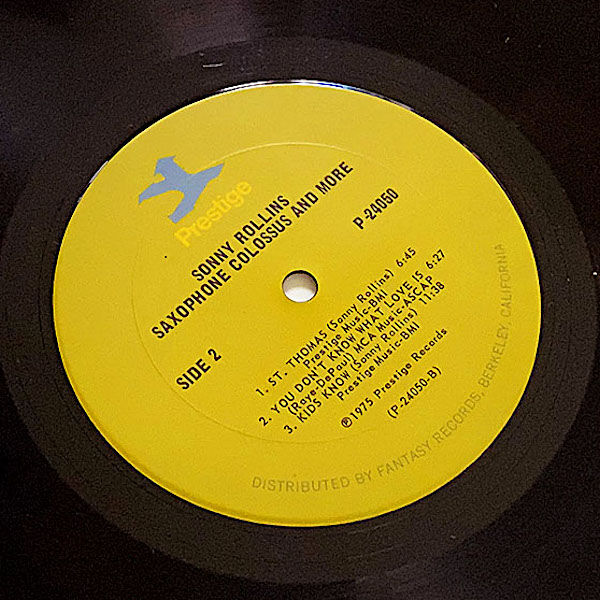 Prestige
SONNY ROLLINS
SAXOPHONE COLOSSUS AND MORE
P-24050
SIDE 2
1. ST. THOMAS (Sonny Rollins) 6:45
Prestige Music-BMI
2. YOU DON'T KNOW WHAT LOVE IS 6:27
(Raye-DePaul) MCA Music-ASCAP
3. KIDS KNOW (Sonny Rollins) 11:38
Prestige Music-BMI
℗1975 Prestige Records
(P-24050-B)
DISTRIBUTED BY FANTASY RECORDS, BERKELEY, CALIFORNIA